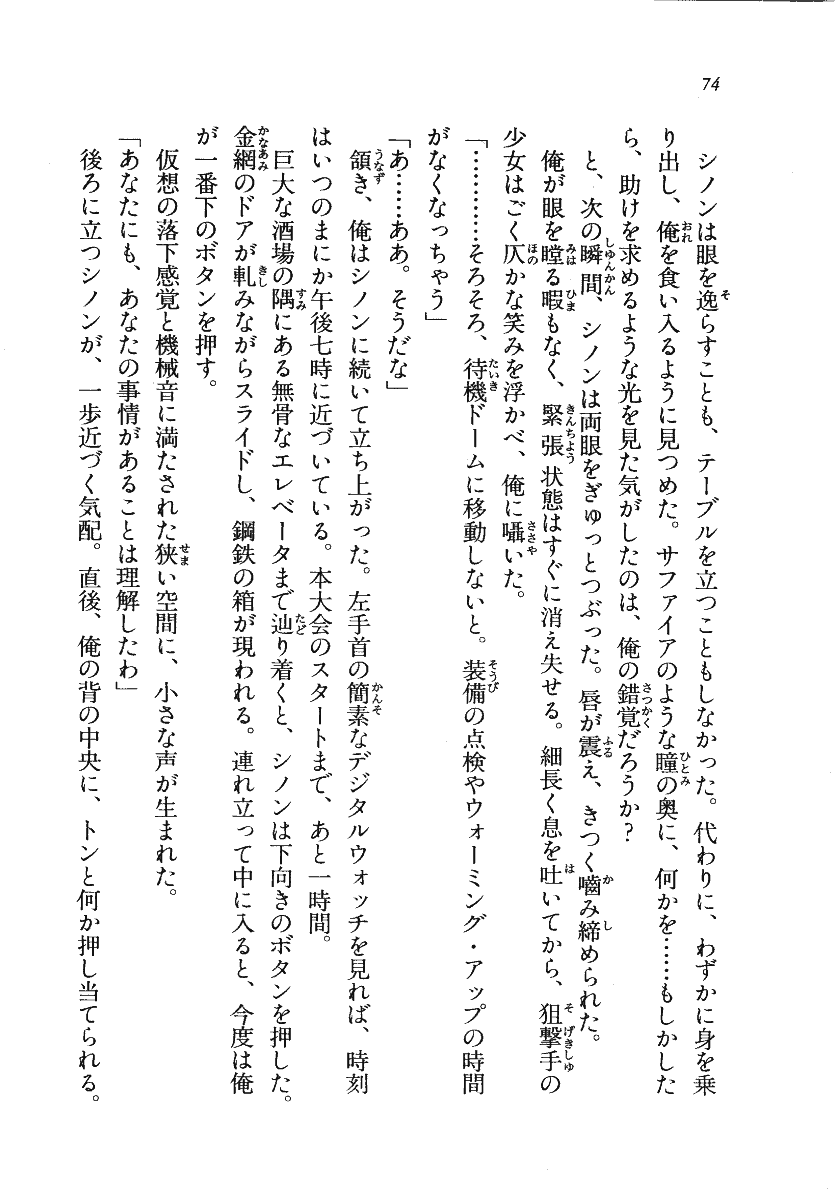 74
シノンは眼を逸らすことも、テーブルを立つこともしなかった。代わりに、わずかに身を乗
り出し、俺を食い入るように見つめた。サファイアのような瞳の奥に、何かを……もしかした
ら、助けを求めるような光を見た気がしたのは、俺の錯覚だろうか？
と、次の瞬間、シノンは両眼をぎゅっとつぶった。唇が震え、きつく噛み締められた。
俺が眼を瞠る暇もなく、緊張状態はすぐに消え失せる。細長く息を吐いてから、狙撃手の
少女はごく仄かな笑みを浮かべ、俺に囁いた。
「…………そろそろ、待機ドームに移動しないと。装備の点検やウォーミング・アップの時間
がなくなっちゃう」
「あ……ああ。そうだな」
頷き、俺はシノンに続いて立ち上がった。左手首の簡素なデジタルウォッチを見れば、時刻
はいつのまにか午後七時に近づいている。本大会のスタートまで、あと一時間。
巨大な酒場の隅にある無骨なエレベータまで辿り着くと、シノンは下向きのボタンを押した。
金網のドアが軋みながらスライドし、鋼鉄の箱が現われる。連れ立って中に入ると、今度は俺
が一番下のボタンを押す。
仮想の落下感覚と機械音に満たされた狭い空間に、小さな声が生まれた。
「あなたにも、あなたの事情があることは理解したわ」
後ろに立つシノンが、一歩近づく気配。直後、俺の背の中央に、トンと何か押し当てられる。